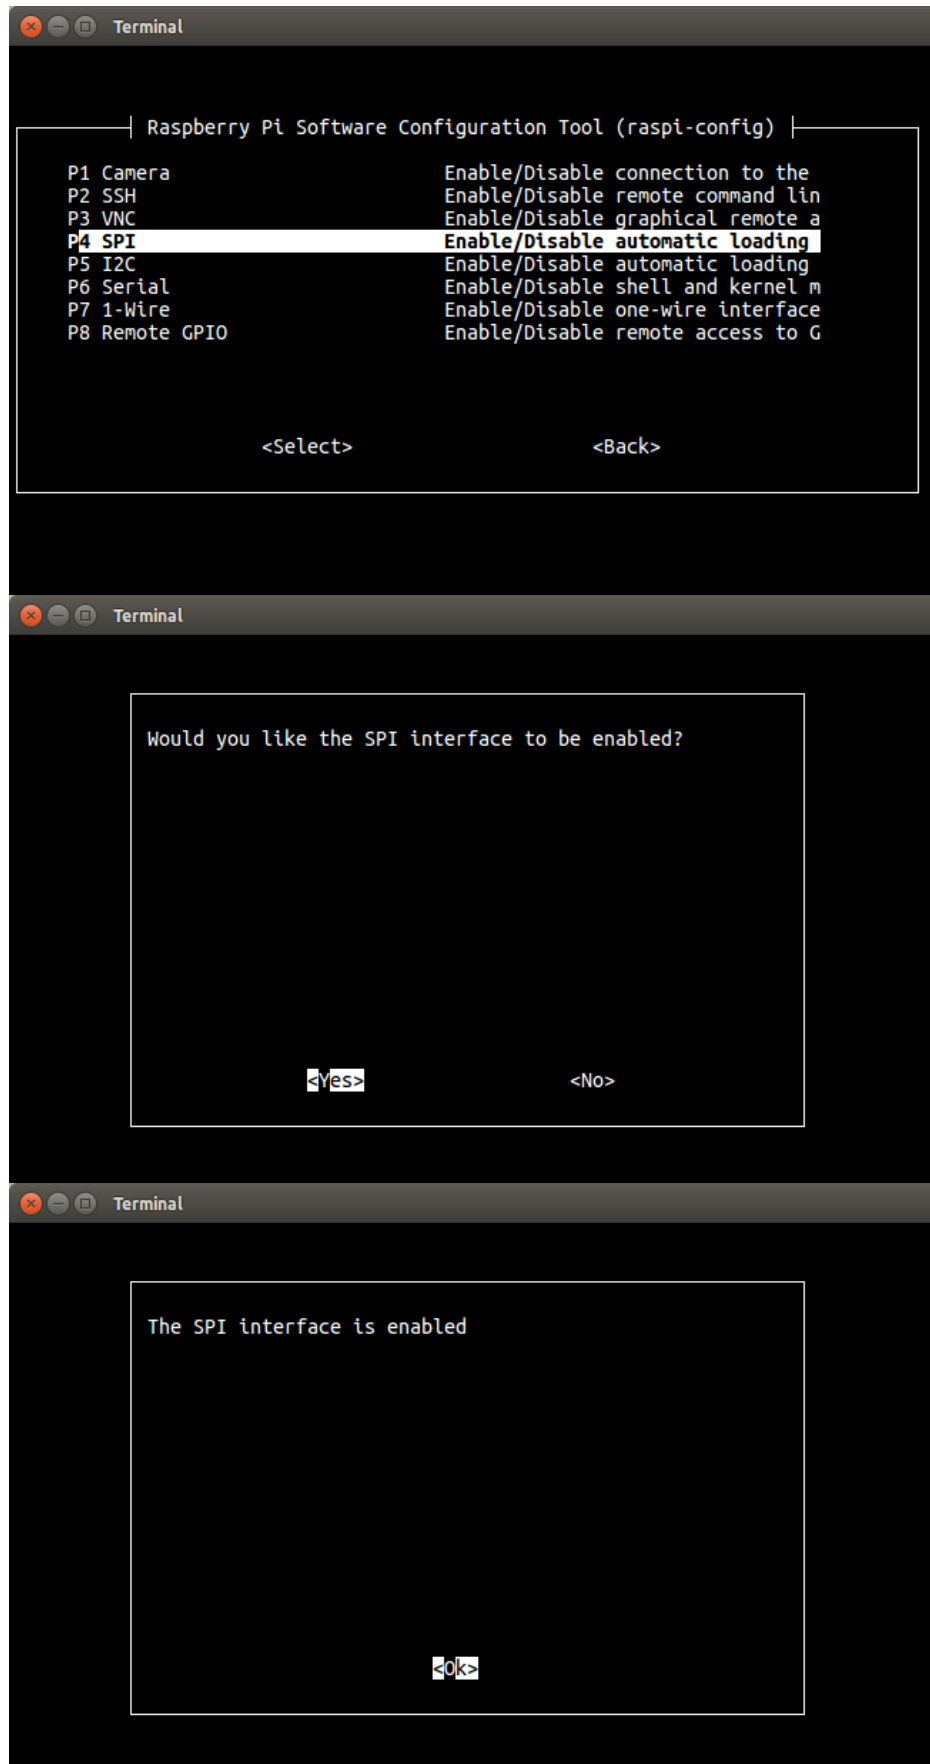 Terminal
Raspberry Pi Software Configuration Tool (raspi-config)
P1 Camera Enable/Disable connection to the
P2 SSH Enable/Disable remote command lin
P3 VNC Enable/Disable graphical remote a
P4 SPI Enable/Disable automatic loading
P5 I2C Enable/Disable automatic loading
P6 Serial Enable/Disable shell and kernel m
P7 1-Wire Enable/Disable one-wire interface
P8 Remote GPIO Enable/Disable remote access to G
<Select> <Back>
Terminal
Would you like the SPI interface to be enabled?
<Yes> <No>
Terminal
The SPI interface is enabled
<Ok>